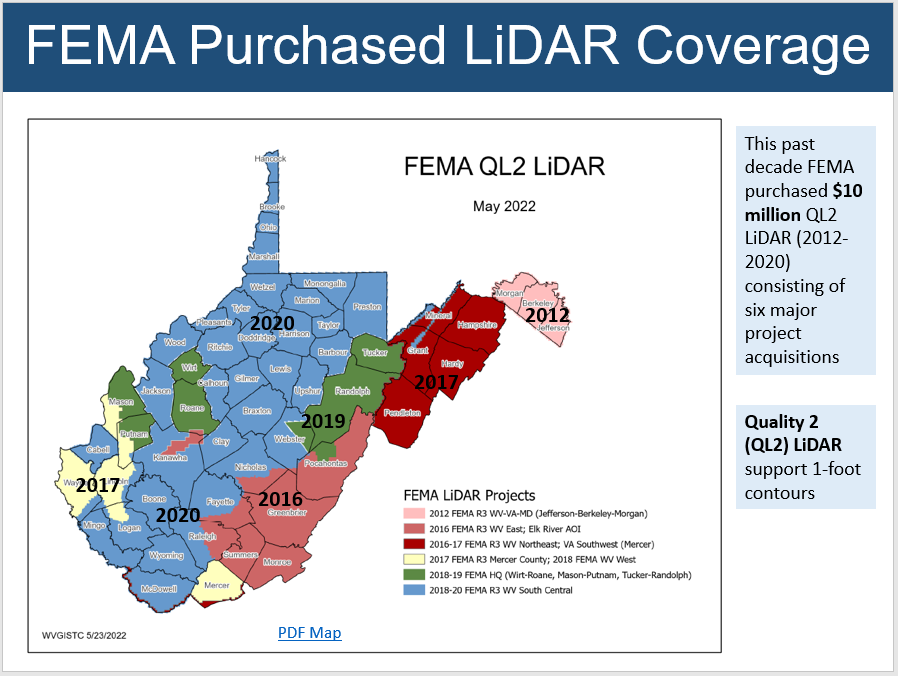 FEMA Purchased LiDAR Coverage
FEMA QL2 LiDAR
May 2022
Hancock
Brooke
Ohio
Marshall
Wetzel
Monongalia
Marion
Preston
Tyler
Pleasants
2020
Taylor
Doddridge
Harrison
Wood
Ritchie
Barbour
Wirt
Tucker
Morgan
Berkeley
2012
Jefferson
Mineral
Hampshire
Grant
Hardy
2017
Pendleton
Jackson
Calhoun
Gilmer
Lewis
Upshur
Randolph
Mason
Roane
Braxton
2019
Putnam
Webster
Clay
Cabell
Kanawha
Pocahontas
Nicholas
2017
Boone
Fayette
2016
Greenbrier
2020
Mingo
Logan
Raleigh
Wyoming
Summers
Monroe
McDowell
Mercer
FEMA LiDAR Projects
2012 FEMA R3 WV-VA-MD (Jefferson-Berkeley-Morgan)
2016 FEMA R3 WV East; Elk River AOI
2016-17 FEMA R3 WV Northeast; VA Southwest (Mercer)
2017 FEMA R3 Mercer County; 2018 FEMA WV West
2018-19 FEMA HQ (Wirt-Roane, Mason-Putnam, Tucker-Randolph)
2018-20 FEMA R3 WV South Central
WVGISTC 5/23/2022
PDF Map
This past
decade FEMA
purchased $10
million QL2
LiDAR (2012-
2020)
consisting of
six major
project
acquisitions
Quality 2
(QL2) LiDAR
support 1-foot
contours